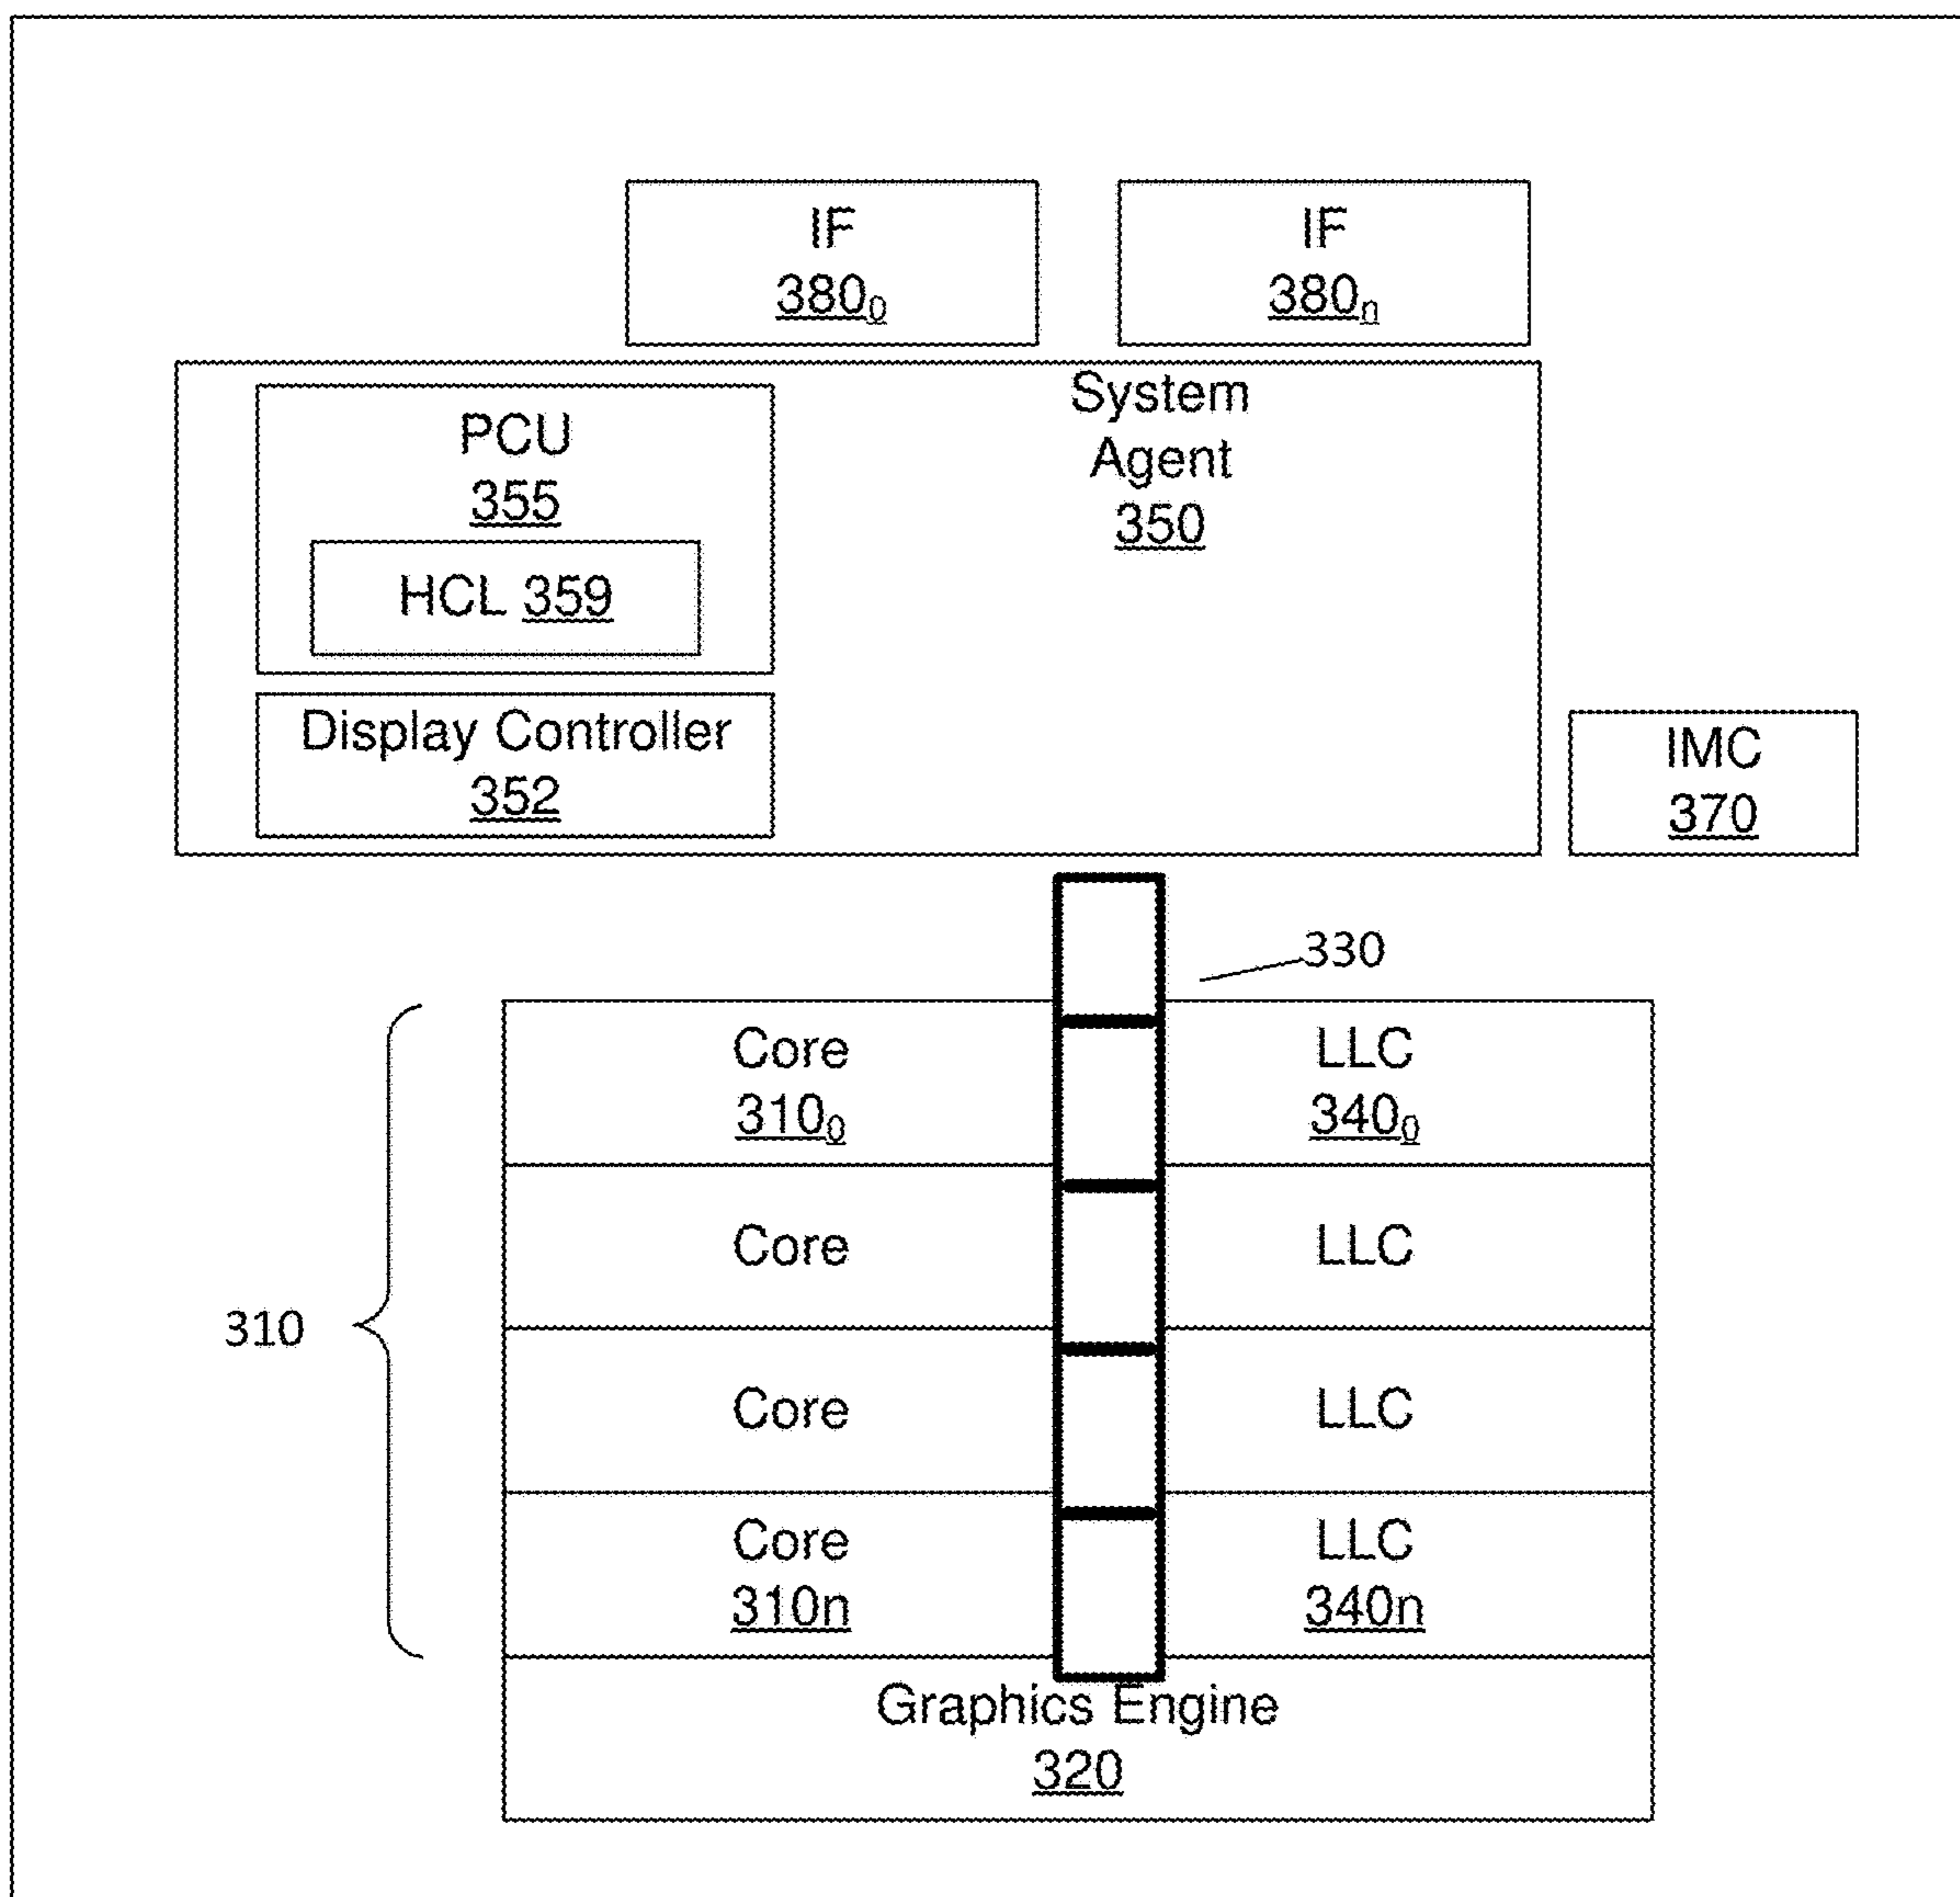 IF
380₀
IF
380ₙ
System
Agent
350
PCU
355
HCL 359
Display Controller
352
IMC
370
330
310
Core
310₀
LLC
340₀
Core
LLC
Core
LLC
Core
310n
LLC
340n
Graphics Engine
320